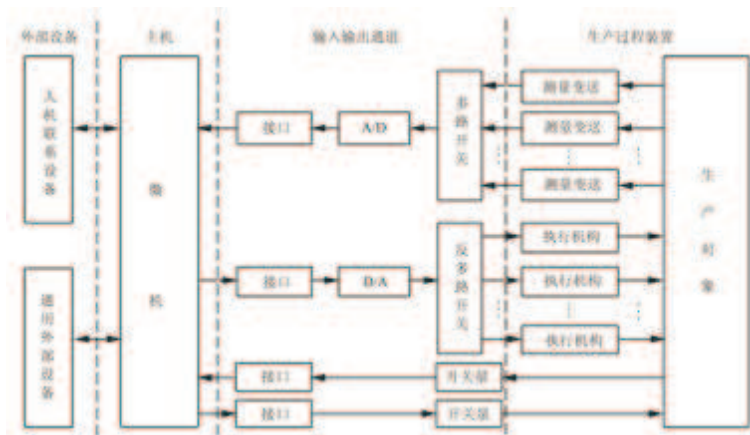 外部设备
主机
输入输出通道
生产过程装置
人机联系设备
微机
接口
A/D
多路开关
测量变送
测量变送
测量变送
生产对象
通用外部设备
接口
D/A
反多路开关
执行机构
执行机构
执行机构
接口
开关量
接口
开关量